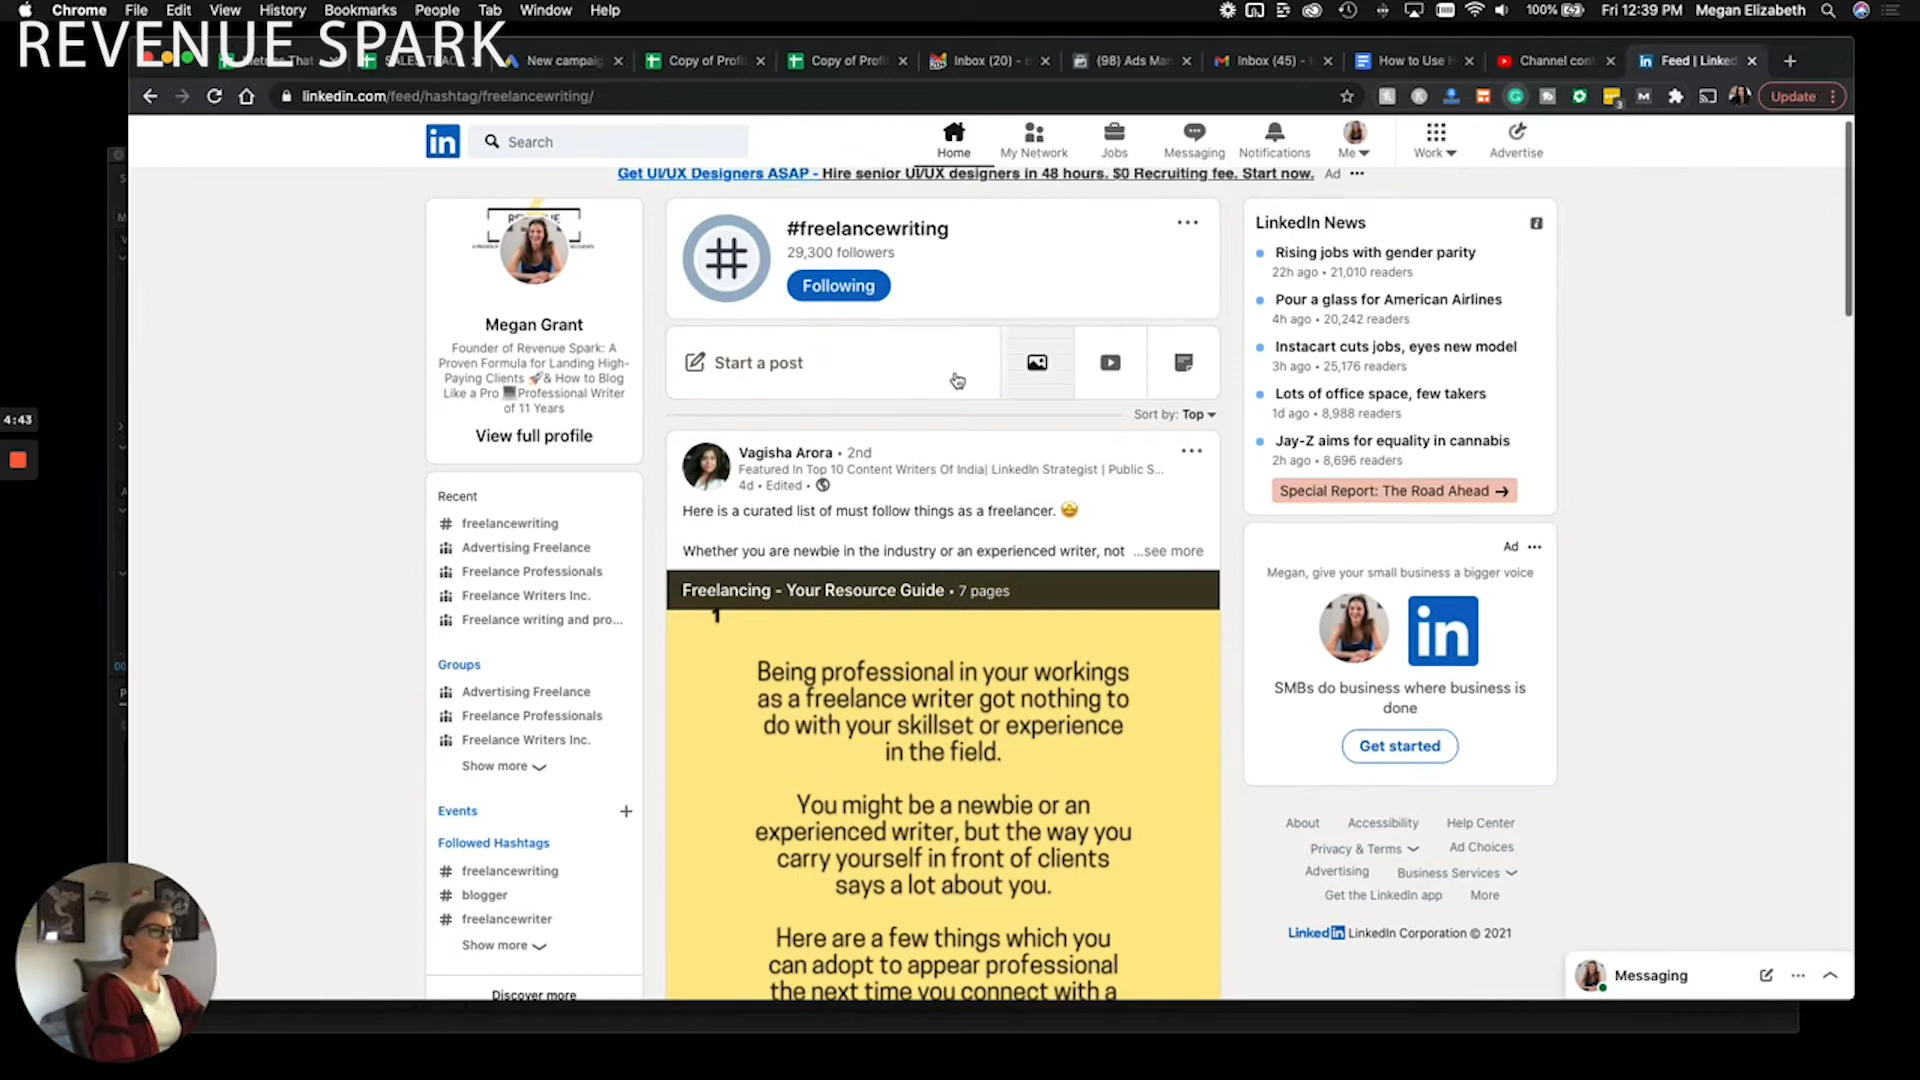 Chrome File Edit View History Bookmarks People Tab Window Help
100% Fri 12:39 PM Megan Elizabeth
REVENUE SPARK
New campaig
Copy of Profi
Copy of Profi
Inbox (20) -
(98) Ads Man
Inbox (45) -
How to Use
Channel cont
Feed | Linked
linkedin.com/feed/hashtag/freelancewriting/
Update
Search
Home
My Network
Jobs
Messaging
Notifications
Me
Work
Advertise
Get UI/UX Designers ASAP - Hire senior UI/UX designers in 48 hours. $0 Recruiting fee. Start now. Ad
Megan Grant
Founder of Revenue Spark: A
Proven Formula for Landing High-
Paying Clients 🚀& How to Blog
Like a Pro Professional Writer
of 11 Years
View full profile
Recent
# freelancewriting
Advertising Freelance
Freelance Professionals
Freelance Writers Inc.
Freelance writing and pro...
Groups
Advertising Freelance
Freelance Professionals
Freelance Writers Inc.
Show more
Events +
Followed Hashtags
# freelancewriting
# blogger
# freelancewriter
Show more
Discover more
#freelancewriting
29,300 followers
Following
Start a post
Sort by: Top
Vagisha Arora • 2nd
Featured In Top 10 Content Writers Of India| LinkedIn Strategist | Public S...
4d • Edited •
Here is a curated list of must follow things as a freelancer. 🤩
Whether you are newbie in the industry or an experienced writer, not ...see more
Freelancing - Your Resource Guide • 7 pages
1
Being professional in your workings
as a freelance writer got nothing to
do with your skillset or experience
in the field.
You might be a newbie or an
experienced writer, but the way you
carry yourself in front of clients
says a lot about you.
Here are a few things which you
can adopt to appear professional
the next time you connect with a
LinkedIn News
Rising jobs with gender parity
22h ago • 21,010 readers
Pour a glass for American Airlines
4h ago • 20,242 readers
Instacart cuts jobs, eyes new model
3h ago • 25,176 readers
Lots of office space, few takers
1d ago • 8,988 readers
Jay-Z aims for equality in cannabis
2h ago • 8,696 readers
Special Report: The Road Ahead →
Ad
Megan, give your small business a bigger voice
in
SMBs do business where business is
done
Get started
About Accessibility Help Center
Privacy & Terms Ad Choices
Advertising Business Services
Get the LinkedIn app More
LinkedIn LinkedIn Corporation © 2021
Messaging
4:43